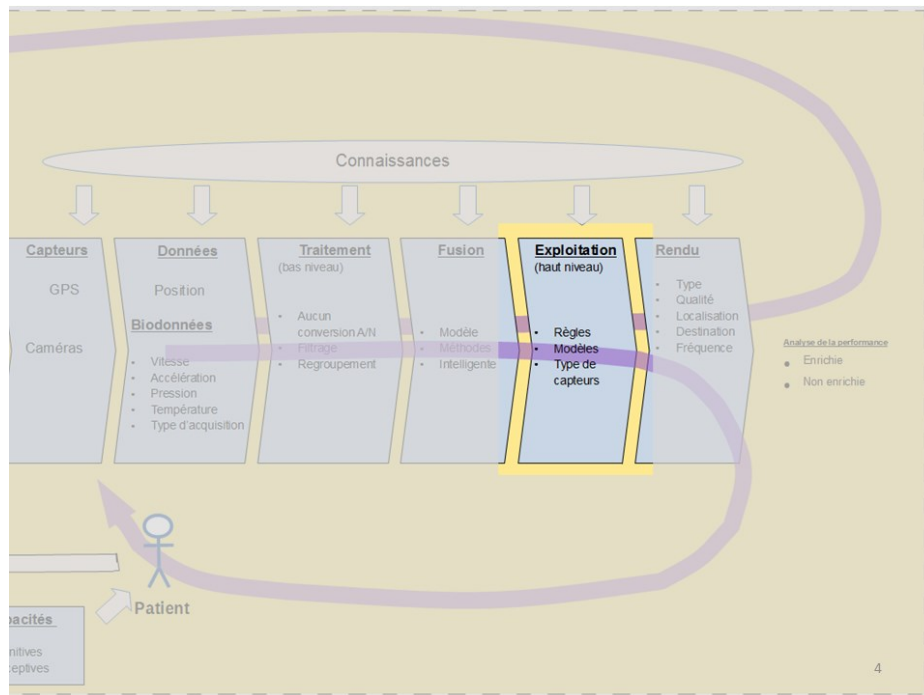 Connaissances
Capteurs
GPS
Caméras
Données
Position
Biodonnées
• Vitesse
• Accélération
• Pression
• Température
• Type d'acquisition
Traitement
(bas niveau)
• Aucun
conversion A/N
• Filtrage
• Regroupement
Fusion
• Modèle
• Méthodes
• Intelligente
Exploitation
(haut niveau)
• Règles
• Modèles
• Type de
capteurs
Rendu
• Type
• Qualité
• Localisation
• Destination
• Fréquence
Analyse de la performance
• Enrichie
• Non enrichie
Patient
pacités
nitives
ceptives
4